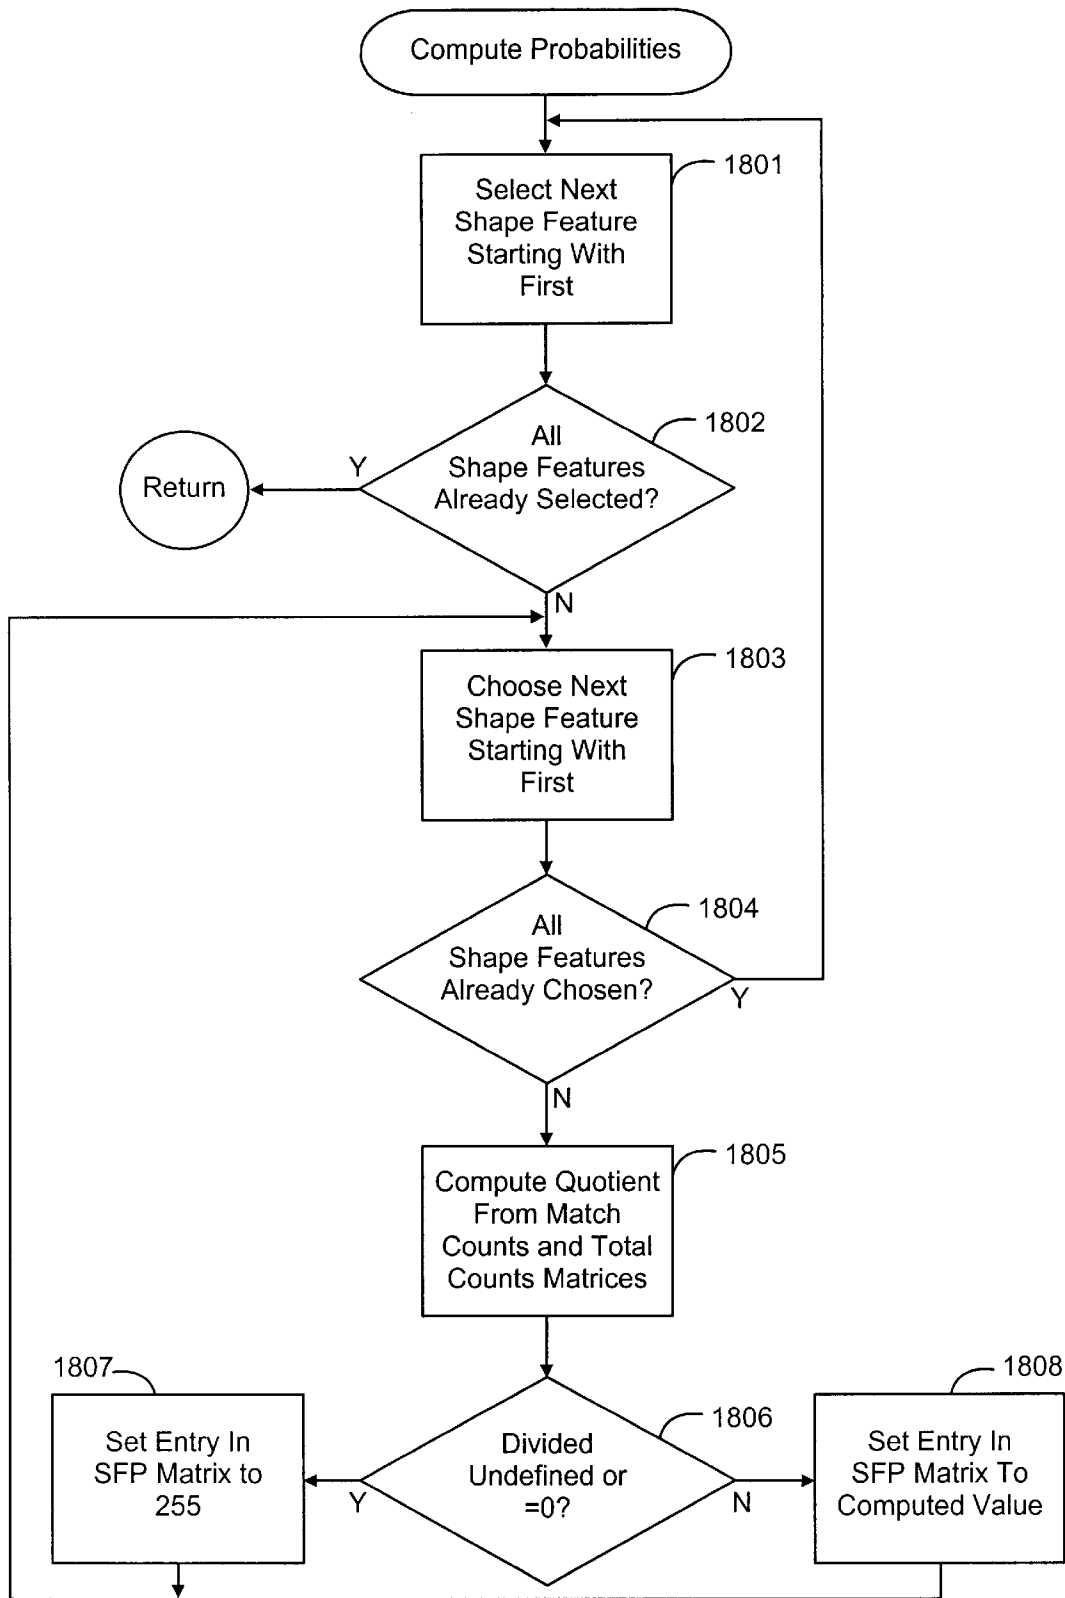 Compute Probabilities
1801
Select Next
Shape Feature
Starting With
First
1802
All
Shape Features
Already Selected?
Y
Return
N
1803
Choose Next
Shape Feature
Starting With
First
1804
All
Shape Features
Already Chosen?
Y
N
1805
Compute Quotient
From Match
Counts and Total
Counts Matrices
1807
Set Entry In
SFP Matrix to
255
1806
Divided
Undefined or
=0?
Y
N
1808
Set Entry In
SFP Matrix To
Computed Value